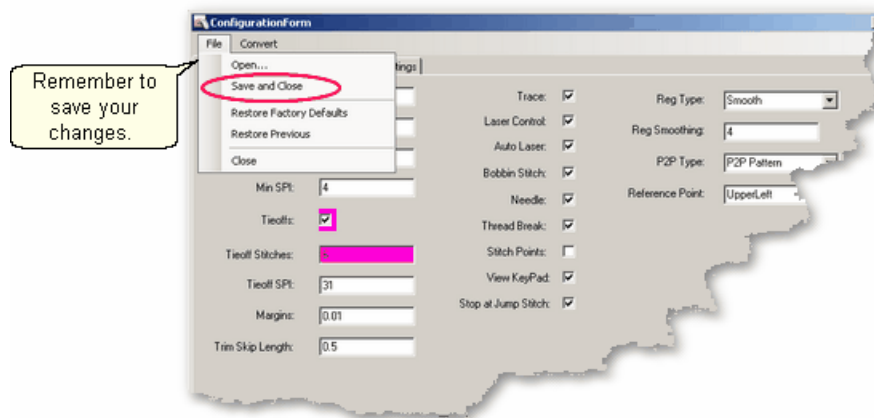 ConfigurationForm
File Convert
Open...
tings
Save and Close
Restore Factory Defaults
Restore Previous
Close
Remember to
save your
changes.
Min SPI: 4
Tieoffs:
Tieoff Stitches:
Tieoff SPI: 31
Margins: 0.01
Trim Skip Length: 0.5
Trace:
Laser Control:
Auto Laser:
Bobbin Stitch:
Needle:
Thread Break:
Stitch Points:
View KeyPad:
Stop at Jump Stitch:
Reg Type: Smooth
Reg Smoothing: 4
P2P Type: P2P Pattern
Reference Point: UpperLeft